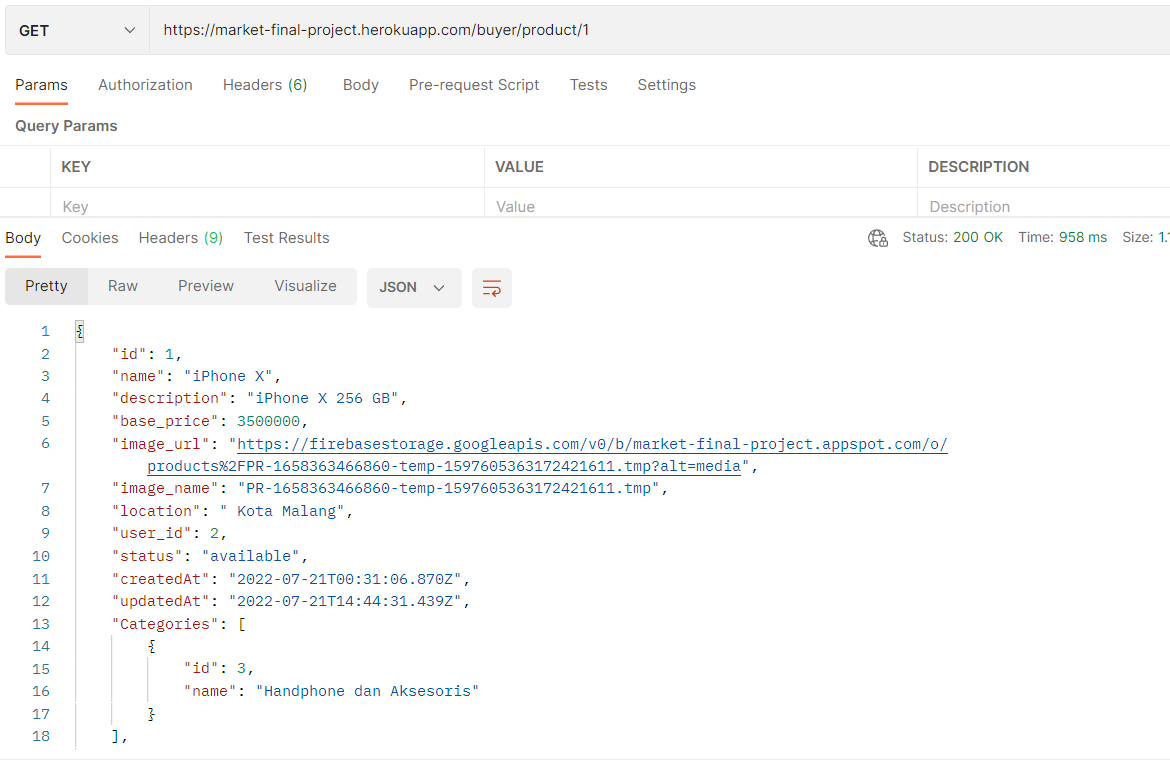 GET https://market-final-project.herokuapp.com/buyer/product/1
Params Authorization Headers (6) Body Pre-request Script Tests Settings
Query Params
KEY VALUE DESCRIPTION
Key Value Description
Body Cookies Headers (9) Test Results Status: 200 OK Time: 958 ms Size:
Pretty Raw Preview Visualize JSON
1 {
2 "id": 1,
3 "name": "iPhone X",
4 "description": "iPhone X 256 GB",
5 "base_price": 3500000,
6 "image_url": "https://firebasestorage.googleapis.com/v0/b/market-final-project.appspot.com/o/
products%2FPR-1658363466860-temp-1597605363172421611.tmp?alt=media",
7 "image_name": "PR-1658363466860-temp-1597605363172421611.tmp",
8 "location": " Kota Malang",
9 "user_id": 2,
10 "status": "available",
11 "createdAt": "2022-07-21T00:31:06.870Z",
12 "updatedAt": "2022-07-21T14:44:31.439Z",
13 "Categories": [
14 {
15 "id": 3,
16 "name": "Handphone dan Aksesoris"
17 }
18 ],